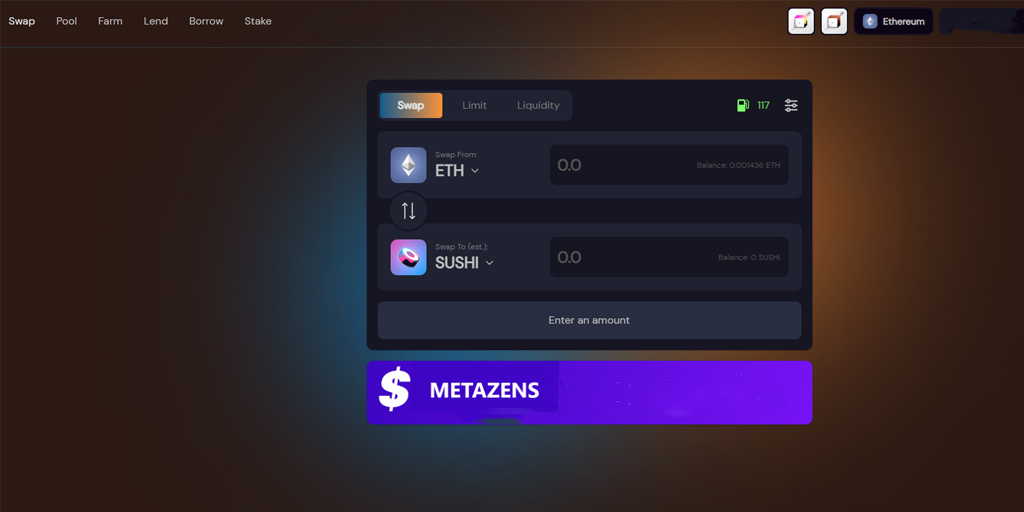 Swap Pool Farm Lend Borrow Stake Ethereum
Swap Limit Liquidity 117
Swap From:
ETH 0.0 Balance: 0.001436 ETH
Swap To (est.):
SUSHI 0.0 Balance: 0 SUSHI
Enter an amount
$ METAZENS